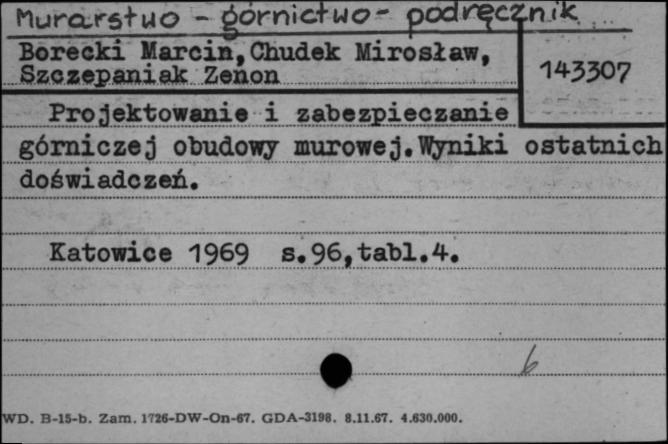 Murarstwo - górnictwo - podręcznik
Borecki Marcin, Chudek Mirosław,
Szczepaniak Zenon
143307
Projektowanie i zabezpieczanie
górniczej obudowy murowej. Wyniki ostatnich
doświadczeń.
Katowice 1969 s. 96, tabl. 4.
b
WD. B-15-b. Zam. 1726-DW-On-67. GDA-3198. 8.11.67. 4.630.000.